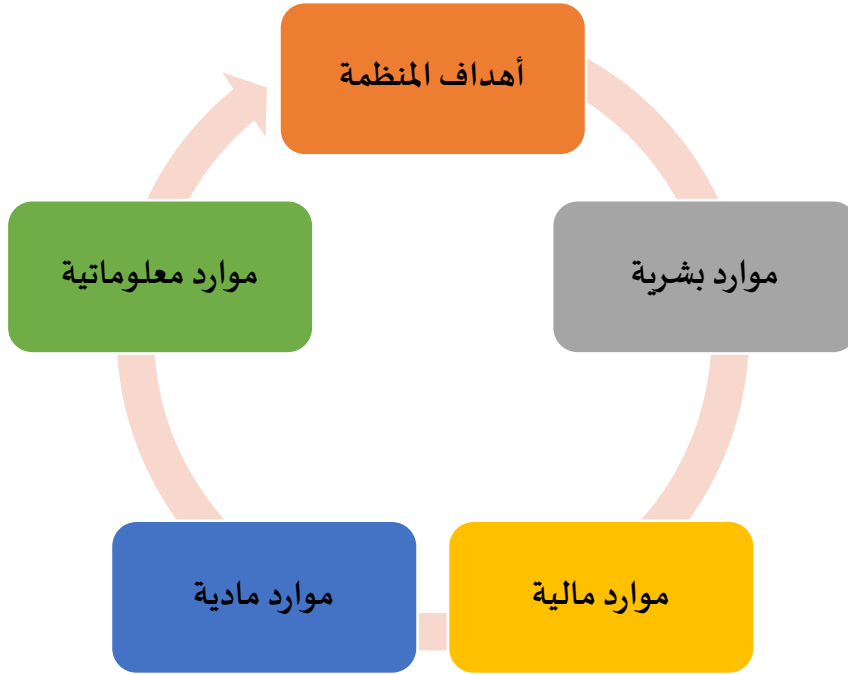 أهداف المنظمة
موارد بشرية
موارد مالية
موارد مادية
موارد معلوماتية